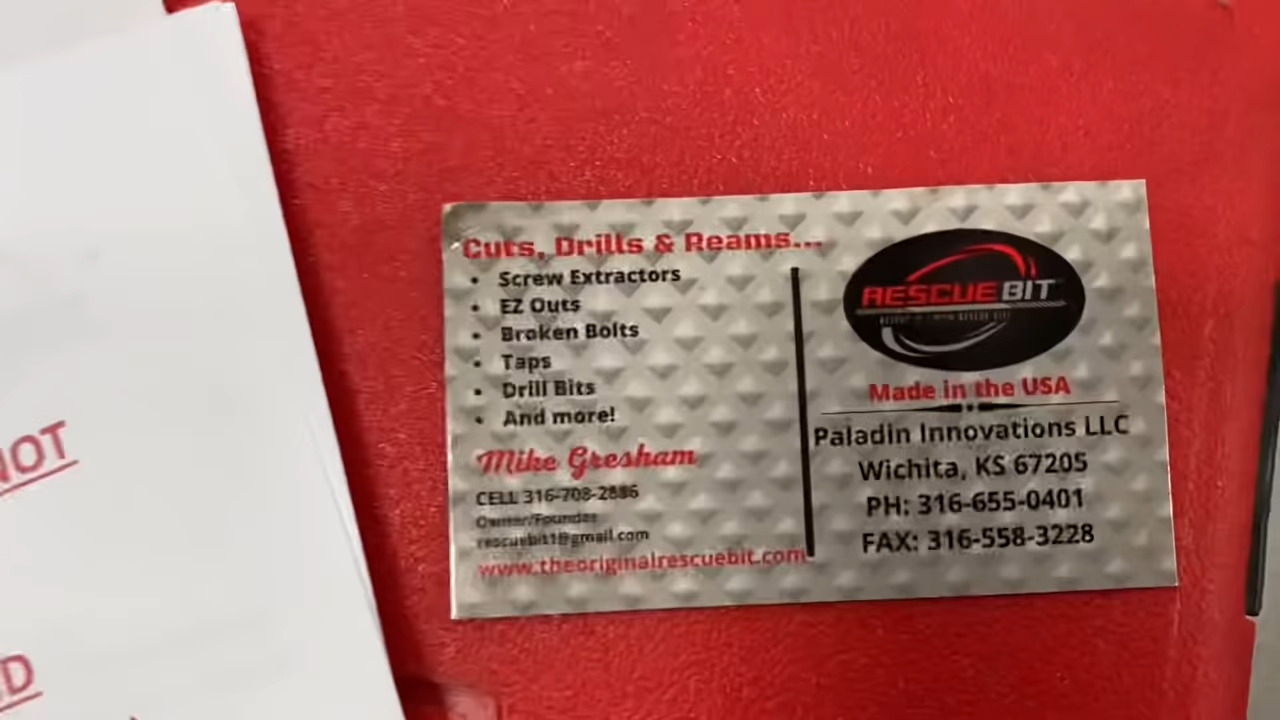 NOT
D
Cuts, Drills & Reams...
• Screw Extractors
• EZ Outs
• Broken Bolts
• Taps
• Drill Bits
• And more!
Mike Gresham
CELL 316-708-2886
Owner/Founder
rescuebit1@gmail.com
www.theoriginalrescuebit.com
RESCUE BIT
Made in the USA
Paladin Innovations LLC
Wichita, KS 67205
PH: 316-655-0401
FAX: 316-558-3228